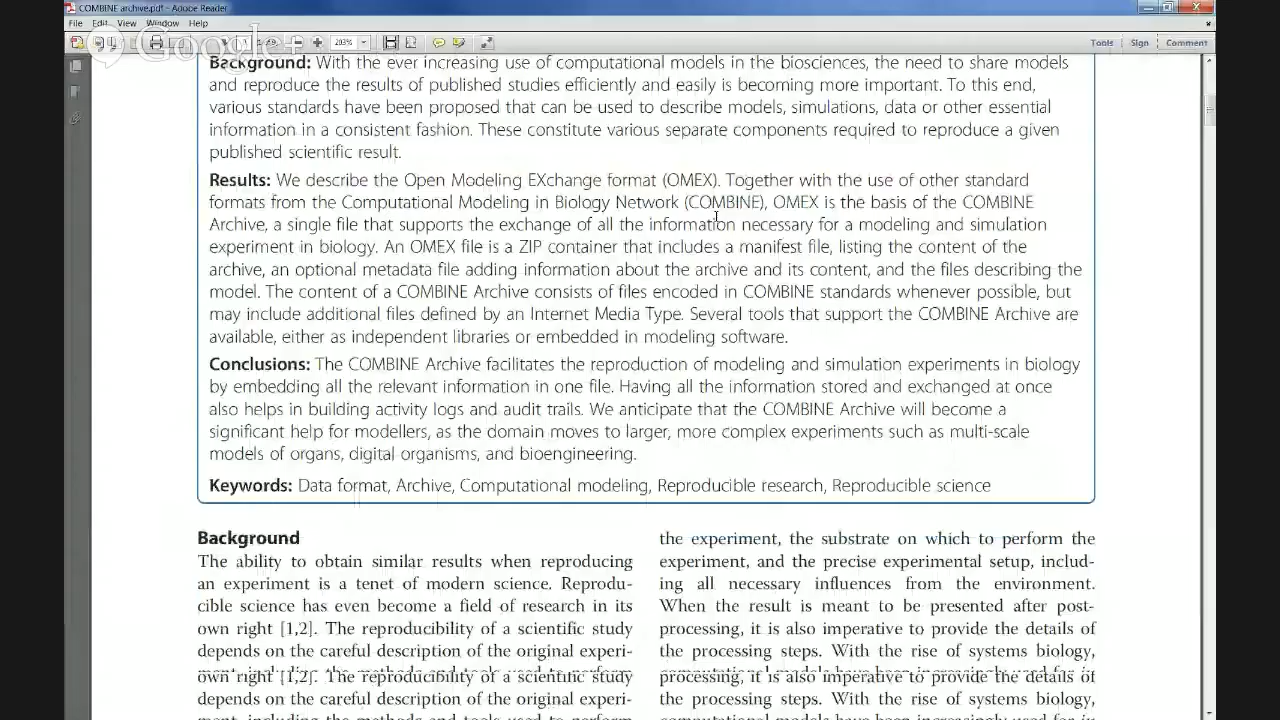 COMBINE archive.pdf - Adobe Reader
File Edit View Window Help
Google+
203%
Tools Sign Comment
Background: With the ever increasing use of computational models in the biosciences, the need to share models
and reproduce the results of published studies efficiently and easily is becoming more important. To this end,
various standards have been proposed that can be used to describe models, simulations, data or other essential
information in a consistent fashion. These constitute various separate components required to reproduce a given
published scientific result.
Results: We describe the Open Modeling EXchange format (OMEX). Together with the use of other standard
formats from the Computational Modeling in Biology Network (COMBINE), OMEX is the basis of the COMBINE
Archive, a single file that supports the exchange of all the information necessary for a modeling and simulation
experiment in biology. An OMEX file is a ZIP container that includes a manifest file, listing the content of the
archive, an optional metadata file adding information about the archive and its content, and the files describing the
model. The content of a COMBINE Archive consists of files encoded in COMBINE standards whenever possible, but
may include additional files defined by an Internet Media Type. Several tools that support the COMBINE Archive are
available, either as independent libraries or embedded in modeling software.
Conclusions: The COMBINE Archive facilitates the reproduction of modeling and simulation experiments in biology
by embedding all the relevant information in one file. Having all the information stored and exchanged at once
also helps in building activity logs and audit trails. We anticipate that the COMBINE Archive will become a
significant help for modellers, as the domain moves to larger, more complex experiments such as multi-scale
models of organs, digital organisms, and bioengineering.
Keywords: Data format, Archive, Computational modeling, Reproducible research, Reproducible science
Background
The ability to obtain similar results when reproducing
an experiment is a tenet of modern science. Reprodu-
cible science has even become a field of research in its
own right [1,2]. The reproducibility of a scientific study
depends on the careful description of the original experi-
own right [1,2]. The reproducibility of a scientific study
depends on the careful description of the original experi-
ment, including the methods and tools used to perform
the experiment, the substrate on which to perform the
experiment, and the precise experimental setup, includ-
ing all necessary influences from the environment.
When the result is meant to be presented after post-
processing, it is also imperative to provide the details of
the processing steps. With the rise of systems biology,
processing, it is also imperative to provide the details of
the processing steps. With the rise of systems biology,
computational models have been increasingly used for in